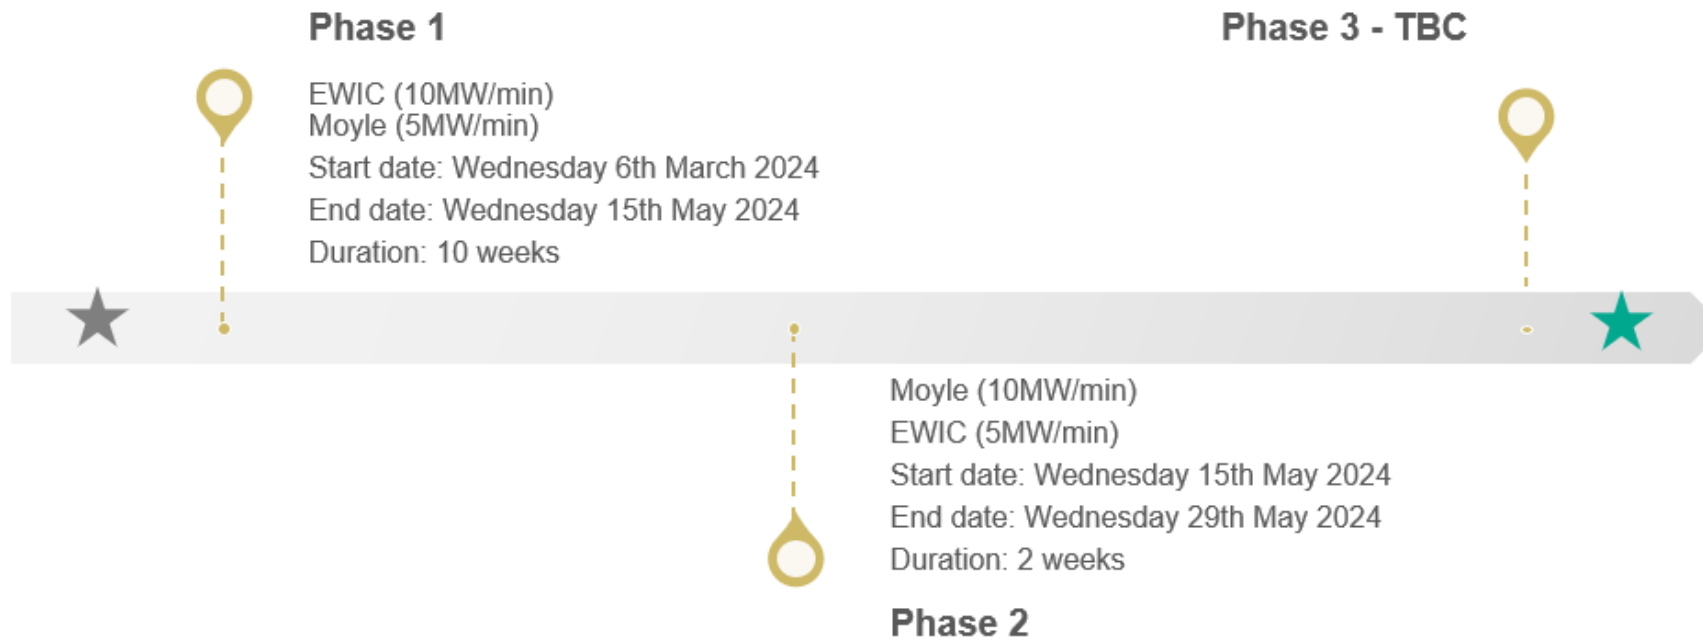 Phase 1
EWIC (10MW/min)
Moyle (5MW/min)
Start date: Wednesday 6th March 2024
End date: Wednesday 15th May 2024
Duration: 10 weeks
Phase 3 - TBC
Moyle (10MW/min)
EWIC (5MW/min)
Start date: Wednesday 15th May 2024
End date: Wednesday 29th May 2024
Duration: 2 weeks
Phase 2